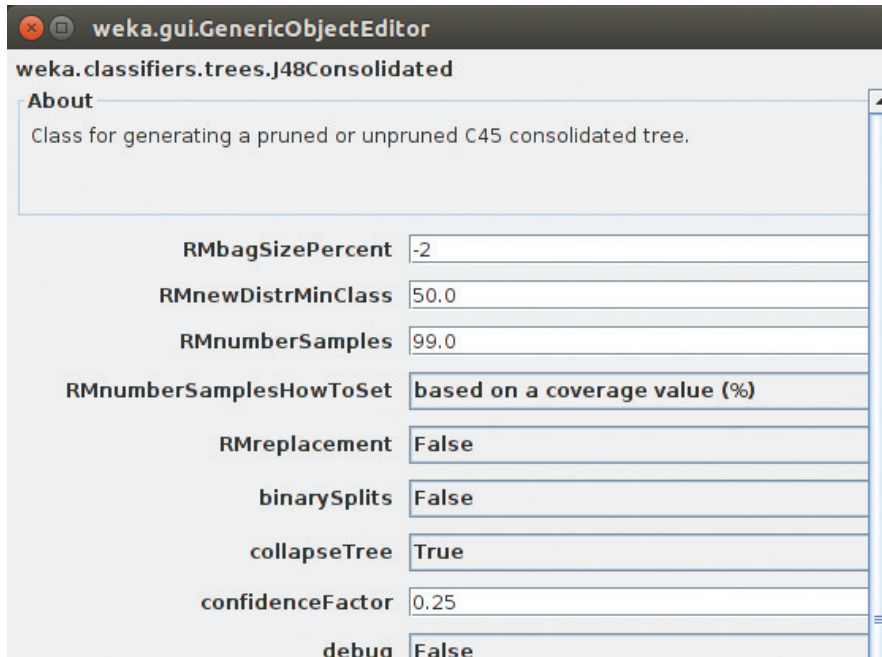 weka.gui.GenericObjectEditor
weka.classifiers.trees.J48Consolidated
About
Class for generating a pruned or unpruned C45 consolidated tree.
RMbagSizePercent -2
RMnewDistrMinClass 50.0
RMnumberSamples 99.0
RMnumberSamplesHowToSet based on a coverage value (%)
RMreplacement False
binarySplits False
collapseTree True
confidenceFactor 0.25
debug False